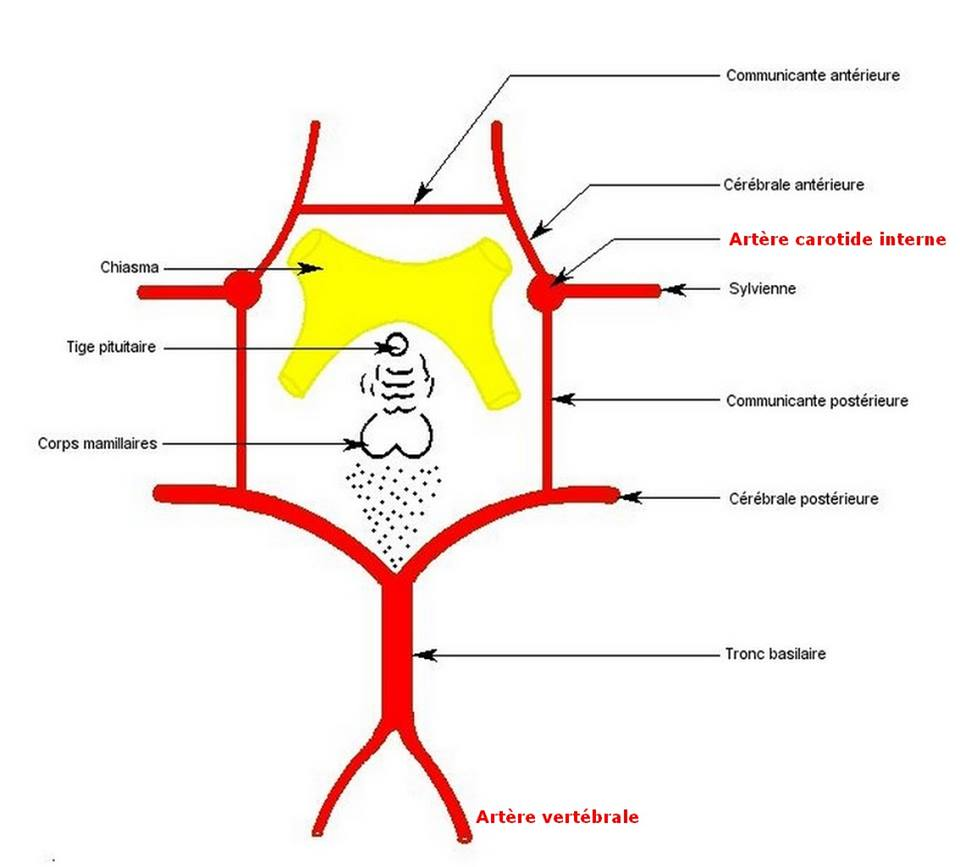 Communicante antérieure
Cérébrale antérieure
Artère carotide interne
Chiasma
Sylvienne
Tige pituitaire
Communicante postérieure
Corps mamillaires
Cérébrale postérieure
Tronc basilaire
Artère vertébrale